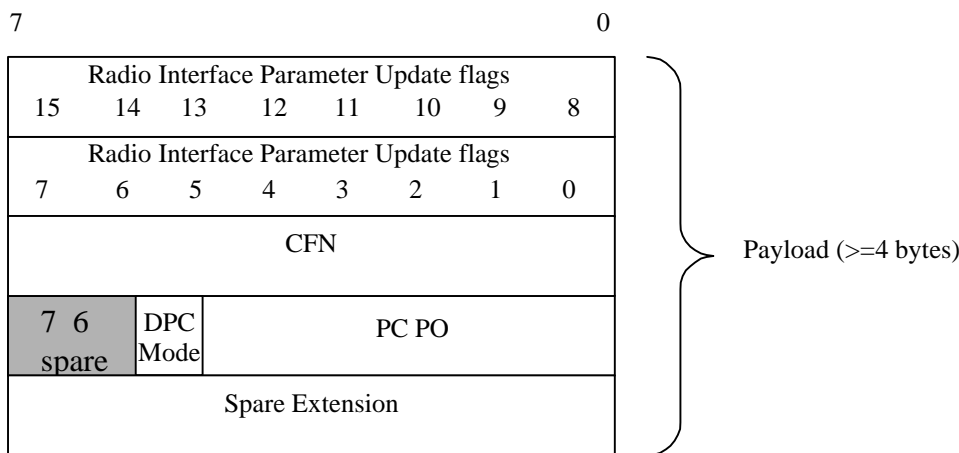 7 0
Radio Interface Parameter Update flags
15 14 13 12 11 10 9 8
Radio Interface Parameter Update flags
7 6 5 4 3 2 1 0
CFN
7 6
spare
DPC
Mode
PC PO
Spare Extension
Payload (>=4 bytes)